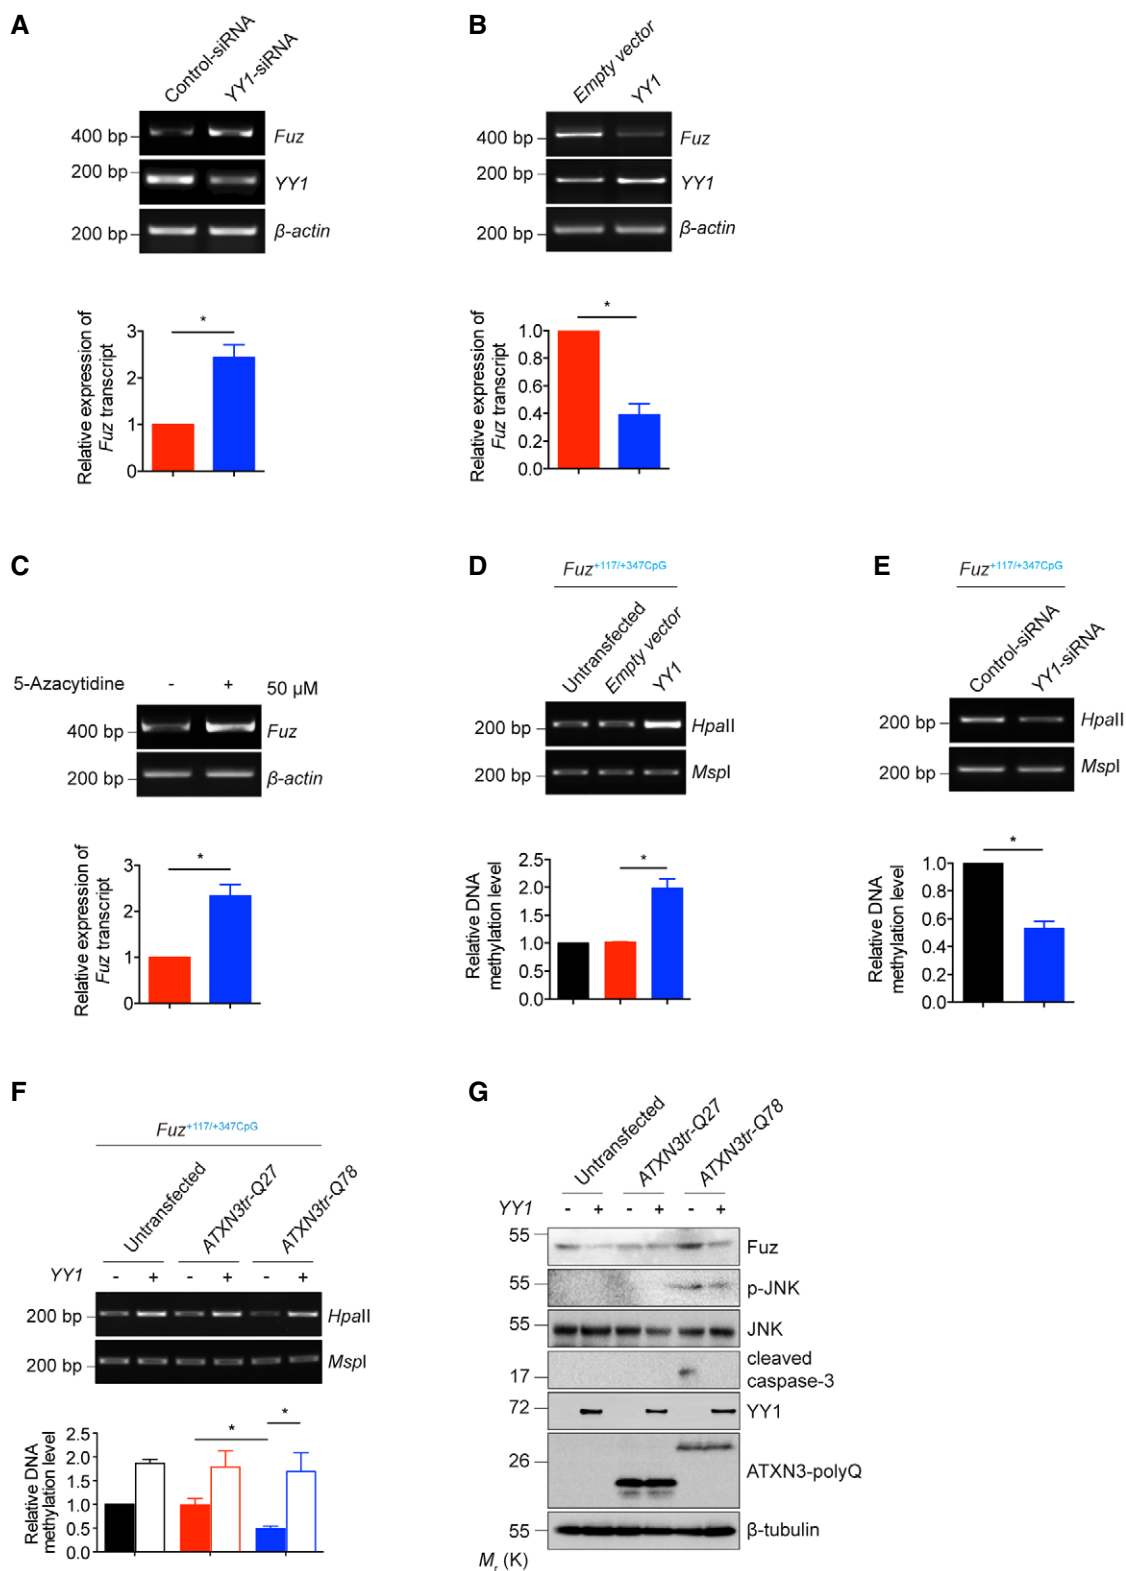 A
Control-siRNA
YY1-siRNA
400 bp
Fuz
200 bp
YY1
200 bp
β-actin
Relative expression of
Fuz transcript
3
2
1
0
*
B
Empty vector
YY1
400 bp
Fuz
200 bp
YY1
200 bp
β-actin
Relative expression of
Fuz transcript
1.0
0.8
0.6
0.4
0.2
0.0
*
C
5-Azacytidine - + 50 μM
400 bp
Fuz
200 bp
β-actin
Relative expression of
Fuz transcript
3
2
1
0
*
D
Fuz+117/+347CpG
Untransfected
Empty vector
YY1
200 bp
HpaII
200 bp
MspI
Relative DNA
methylation level
2.5
2.0
1.0
0.5
0.0
*
E
Fuz+117/+347CpG
Control-siRNA
YY1-siRNA
200 bp
HpaII
200 bp
MspI
Relative DNA
methylation level
1.0
0.8
0.6
0.4
0.2
0.0
*
F
Fuz+117/+347CpG
Untransfected
ATXN3tr-Q27
ATXN3tr-Q78
YY1 - + - + - +
200 bp
HpaII
200 bp
MspI
Relative DNA
methylation level
2.5
2.0
1.5
1.0
0.5
0.0
*
*
G
Untransfected
ATXN3tr-Q27
ATXN3tr-Q78
YY1 - + - + - +
55
Fuz
55
p-JNK
55
JNK
17
cleaved
caspase-3
72
YY1
26
ATXN3-polyQ
55
β-tubulin
Mr (K)